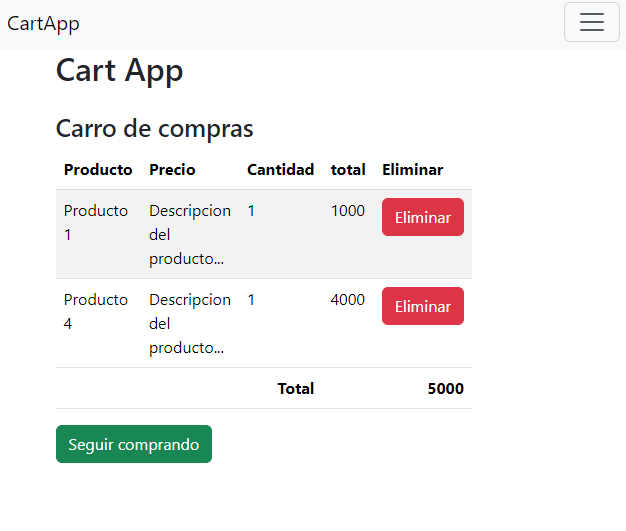 CartApp
Cart App
Carro de compras
Producto Precio Cantidad total Eliminar
Producto Descripcion 1 1000 Eliminar
1 del
producto...
Producto Descripcion 1 4000 Eliminar
4 del
producto...
Total 5000
Seguir comprando